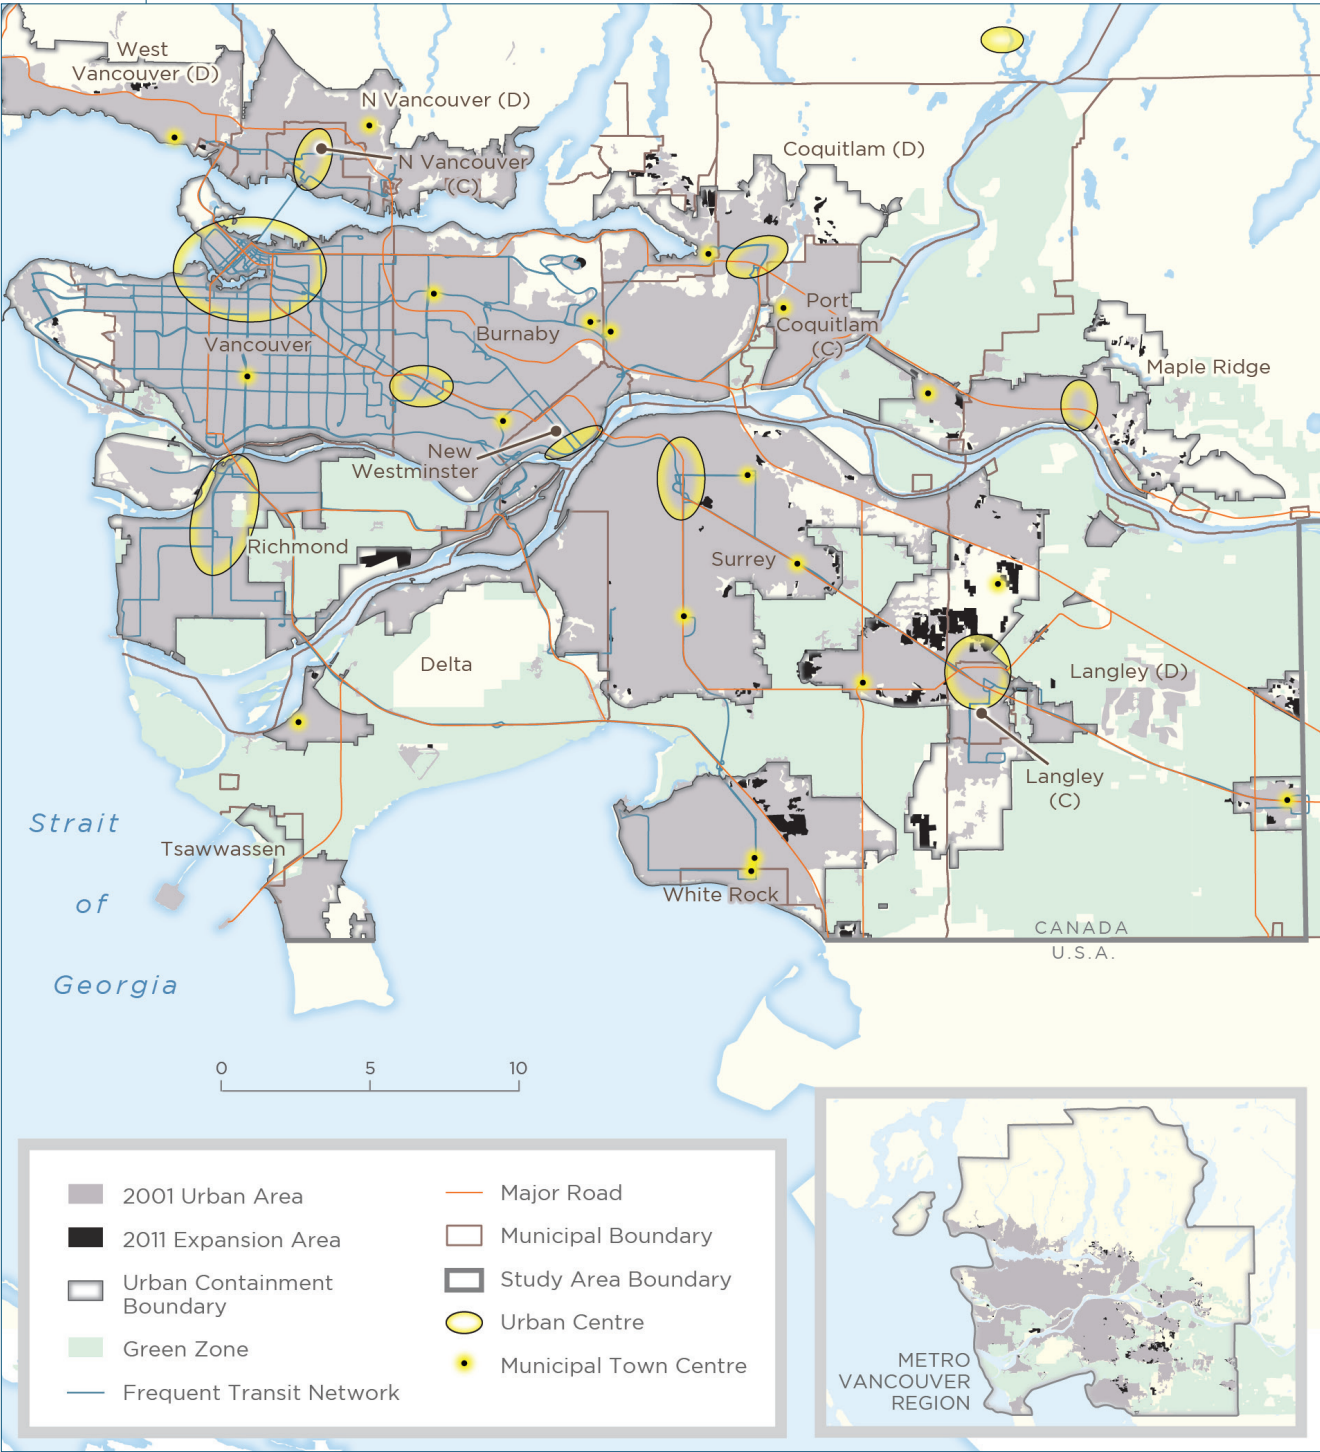 West
Vancouver (D)
N Vancouver (D)
N Vancouver
(C)
Coquitlam (D)
Port
Coquitlam
(C)
Burnaby
Vancouver
Maple Ridge
New
Westminster
Richmond
Surrey
Delta
Langley (D)
Langley
(C)
Strait
of
Georgia
Tsawwassen
White Rock
CANADA
U.S.A.
0 5 10
2001 Urban Area
2011 Expansion Area
Urban Containment
Boundary
Green Zone
Frequent Transit Network
Major Road
Municipal Boundary
Study Area Boundary
Urban Centre
Municipal Town Centre
METRO
VANCOUVER
REGION